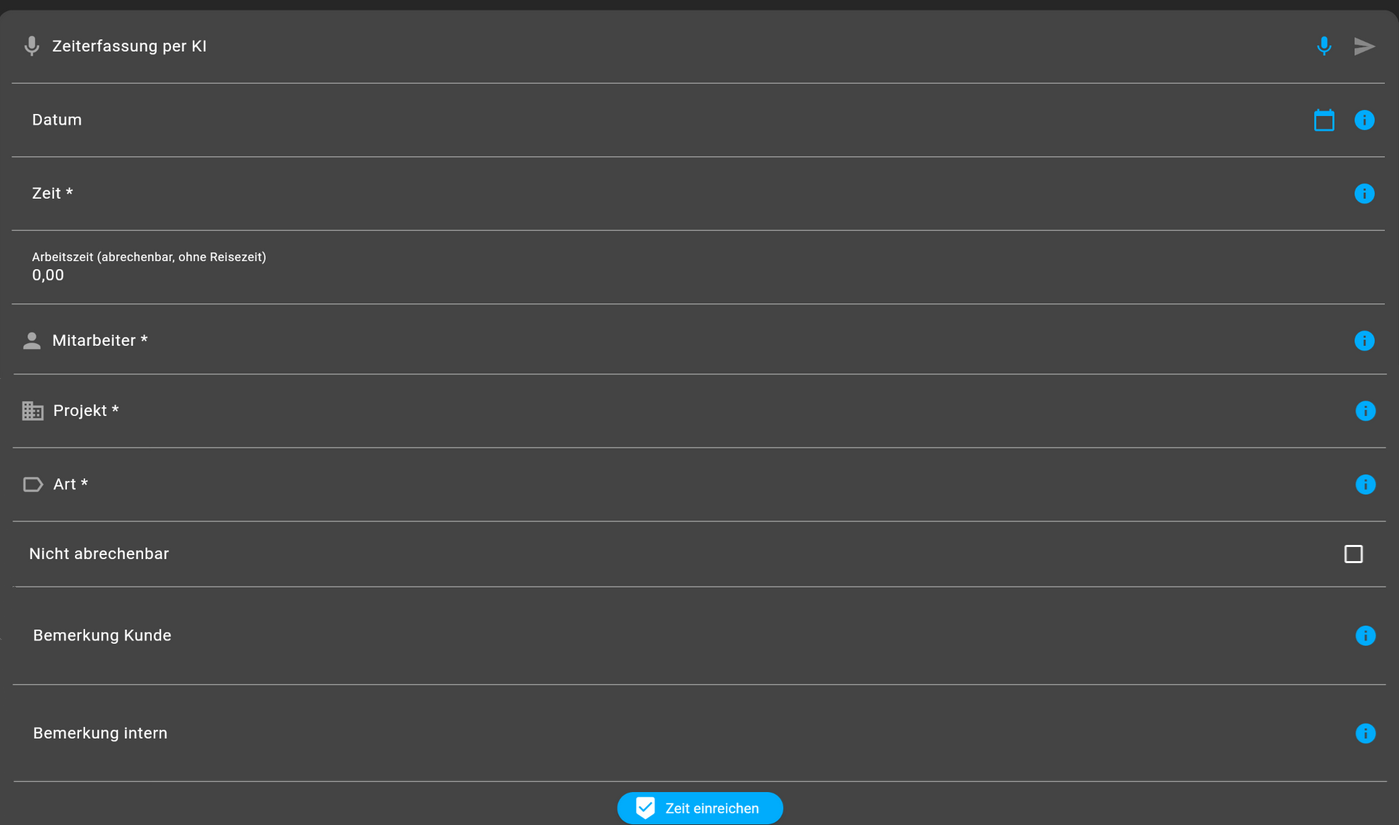 Zeiterfassung per KI
Datum
Zeit *
Arbeitszeit (abrechenbar, ohne Reisezeit)
0,00
Mitarbeiter *
Projekt *
Art *
Nicht abrechenbar
Bemerkung Kunde
Bemerkung intern
Zeit einreichen